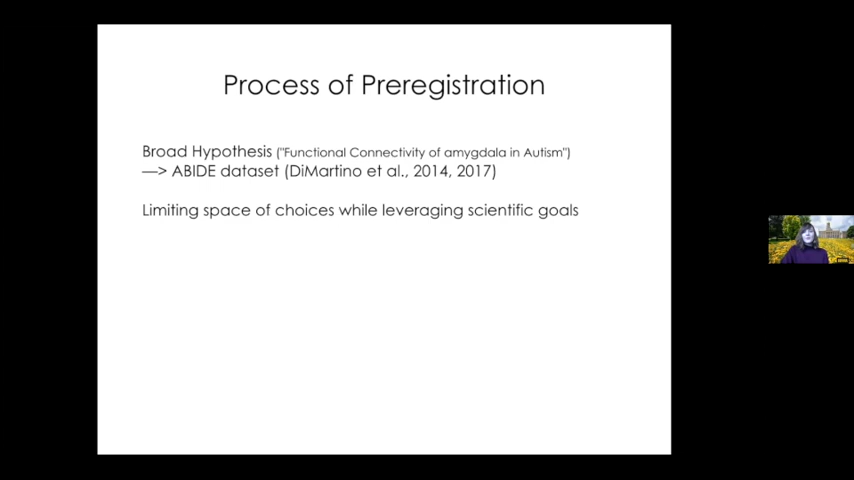 Process of Preregistration
Broad Hypothesis ("Functional Connectivity of amygdala in Autism")
—> ABIDE dataset (DiMartino et al., 2014, 2017)
Limiting space of choices while leveraging scientific goals